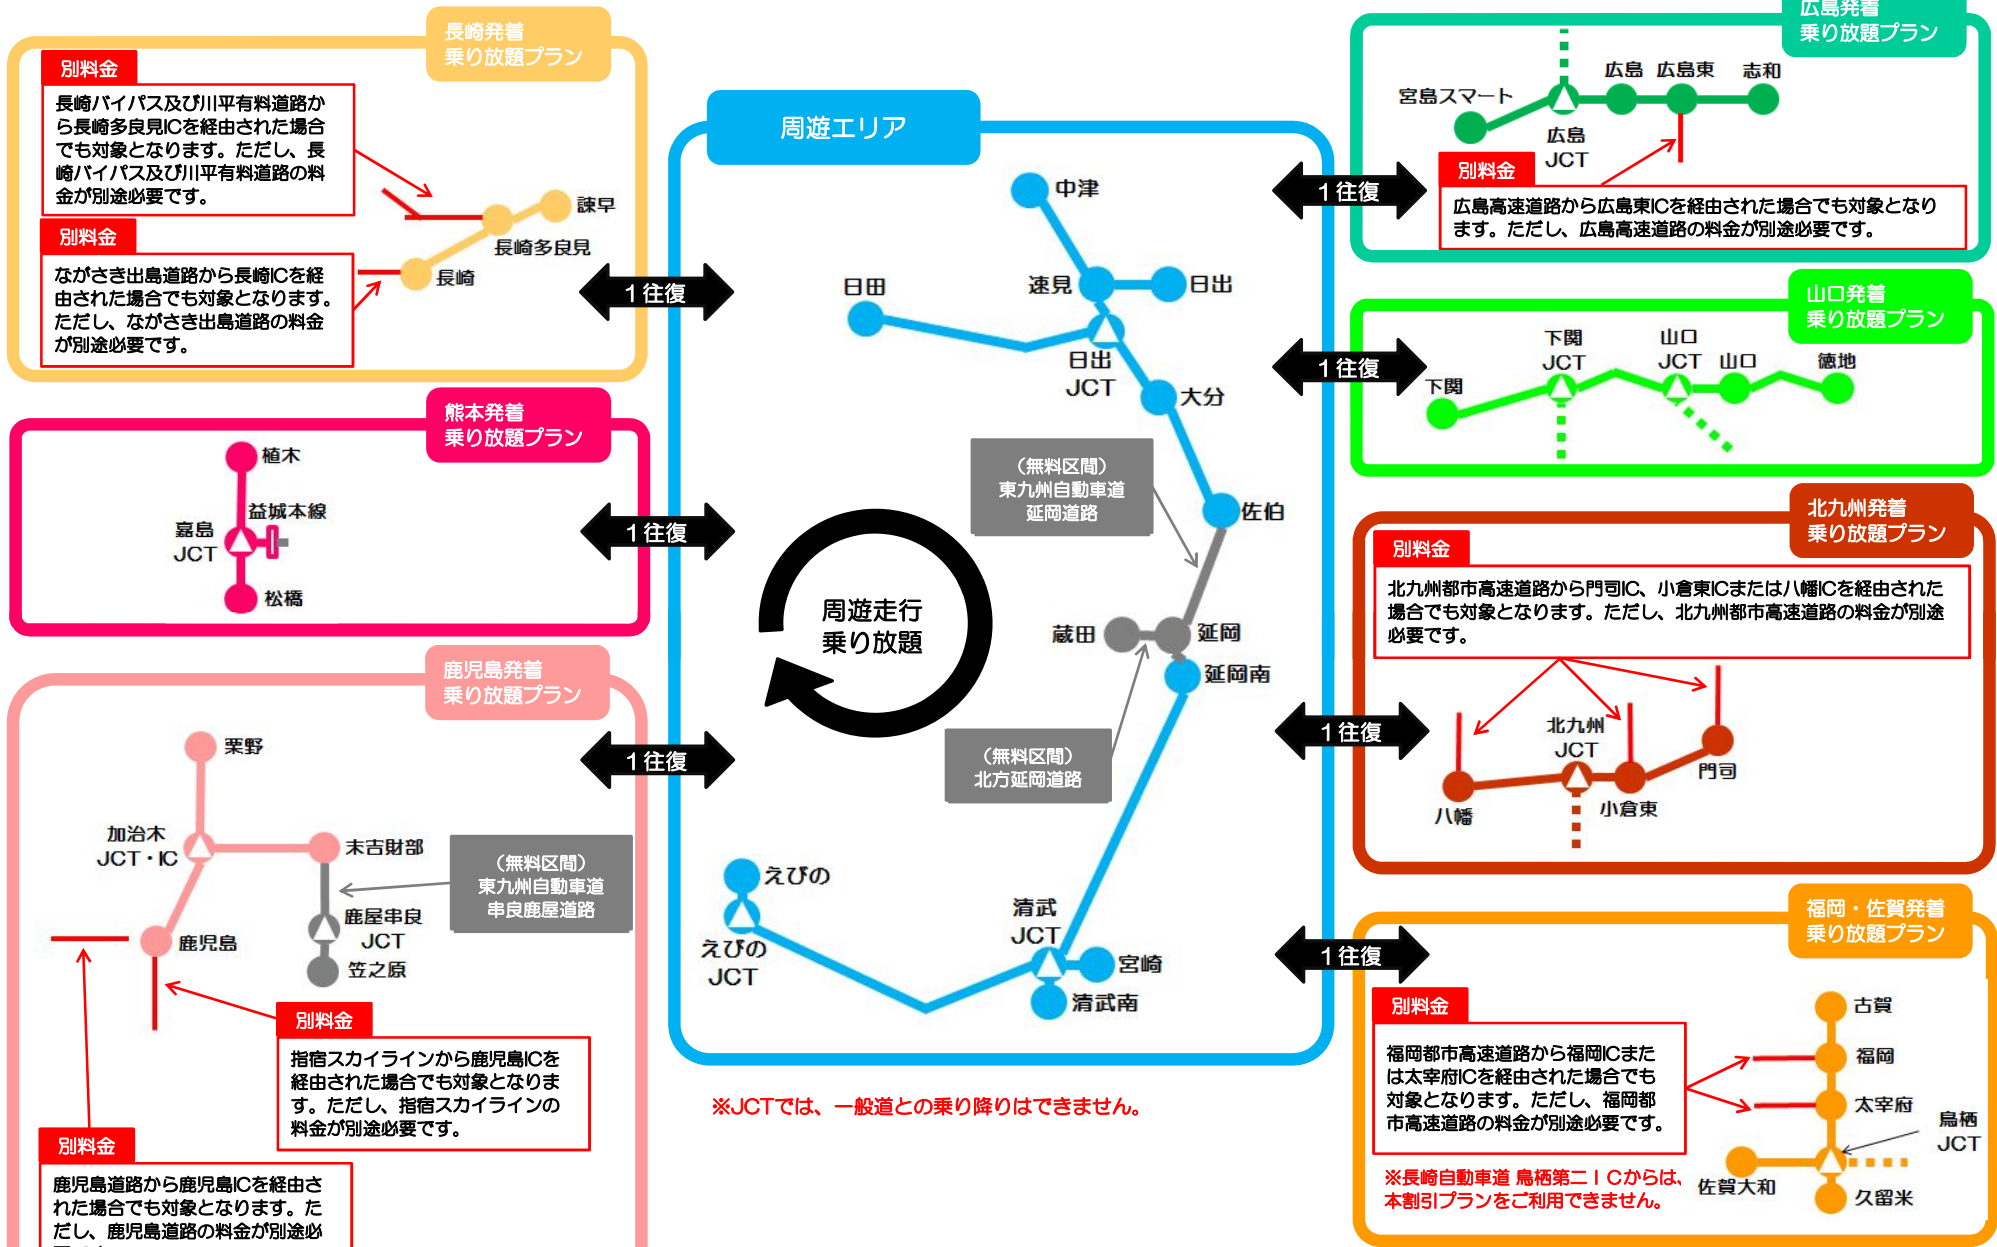 長崎発着
乗り放題プラン
別料金
長崎バイパス及び川平有料道路か
ら長崎多良見ICを経由された場合
でも対象となります。ただし、長
崎バイパス及び川平有料道路の料
金が別途必要です。
別料金
ながさき出島道路から長崎ICを経
由された場合でも対象となります。
ただし、ながさき出島道路の料金
が別途必要です。
諫早
長崎多良見
長崎
1往復
熊本発着
乗り放題プラン
植木
益城本線
嘉島
JCT
松橋
1往復
鹿児島発着
乗り放題プラン
栗野
加治木
JCT・IC
末吉財部
(無料区間)
東九州自動車道
串良鹿屋道路
鹿屋串良
JCT
鹿児島
笠之原
別料金
指宿スカイラインから鹿児島ICを
経由された場合でも対象となりま
す。ただし、指宿スカイラインの
料金が別途必要です。
別料金
鹿児島道路から鹿児島ICを経由さ
れた場合でも対象となります。た
だし、鹿児島道路の料金が別途必
1往復
周遊エリア
中津
速見
日出
日田
日出
JCT
大分
(無料区間)
東九州自動車道
延岡道路
佐伯
周遊走行
乗り放題
蔵田
延岡
延岡南
(無料区間)
北方延岡道路
えびの
えびの
JCT
清武
JCT
宮崎
清武南
※JCTでは、一般道との乗り降りはできません。
広島発着
乗り放題プラン
広島
広島東
志和
宮島スマート
広島
JCT
別料金
広島高速道路から広島東ICを経由された場合でも対象となり
ます。ただし、広島高速道路の料金が別途必要です。
1往復
山口発着
乗り放題プラン
下関
JCT
山口
JCT
山口
徳地
下関
1往復
北九州発着
乗り放題プラン
別料金
北九州都市高速道路から門司IC、小倉東ICまたは八幡ICを経由された
場合でも対象となります。ただし、北九州都市高速道路の料金が別途
必要です。
北九州
JCT
門司
八幡
小倉東
1往復
福岡・佐賀発着
乗り放題プラン
1往復
別料金
福岡都市高速道路から福岡ICまた
は太宰府ICを経由された場合でも
対象となります。ただし、福岡都
市高速道路の料金が別途必要です。
古賀
福岡
太宰府
鳥栖
JCT
佐賀大和
久留米
※長崎自動車道 鳥栖第二ＩＣからは、
本割引プランをご利用できません。